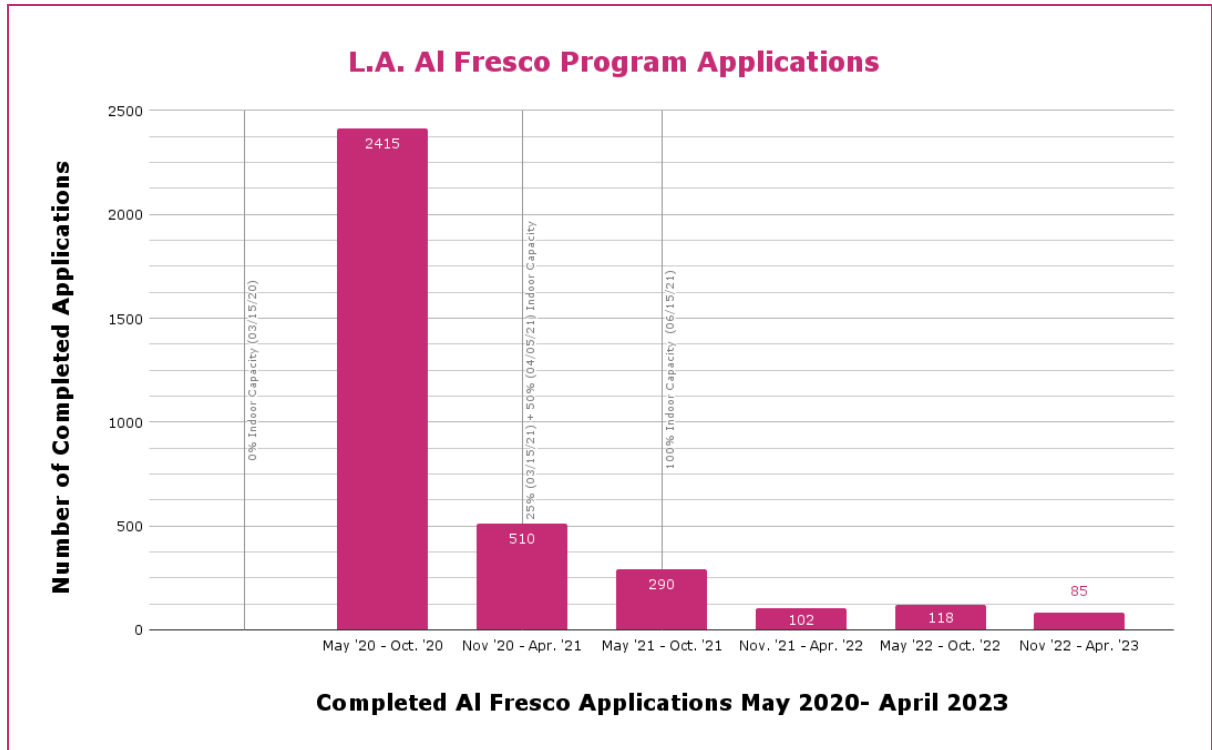 L.A. Al Fresco Program Applications
Number of Completed Applications
2500
2000
1500
1000
500
0
0% Indoor Capacity (03/15/20)
25% (03/15/21) + 50% (04/05/21) Indoor Capacity
100% Indoor Capacity (06/15/21)
2415
510
290
102
118
85
May '20 - Oct. '20
Nov '20 - Apr. '21
May '21 - Oct. '21
Nov. '21 - Apr. '22
May '22 - Oct. '22
Nov '22 - Apr. '23
Completed Al Fresco Applications May 2020- April 2023